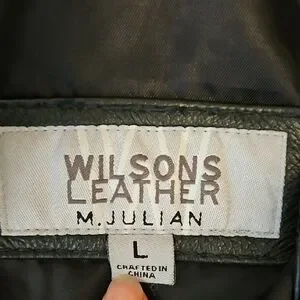 WILSONS
LEATHER
M. JULIAN
L
CRAFTED IN
CHINA